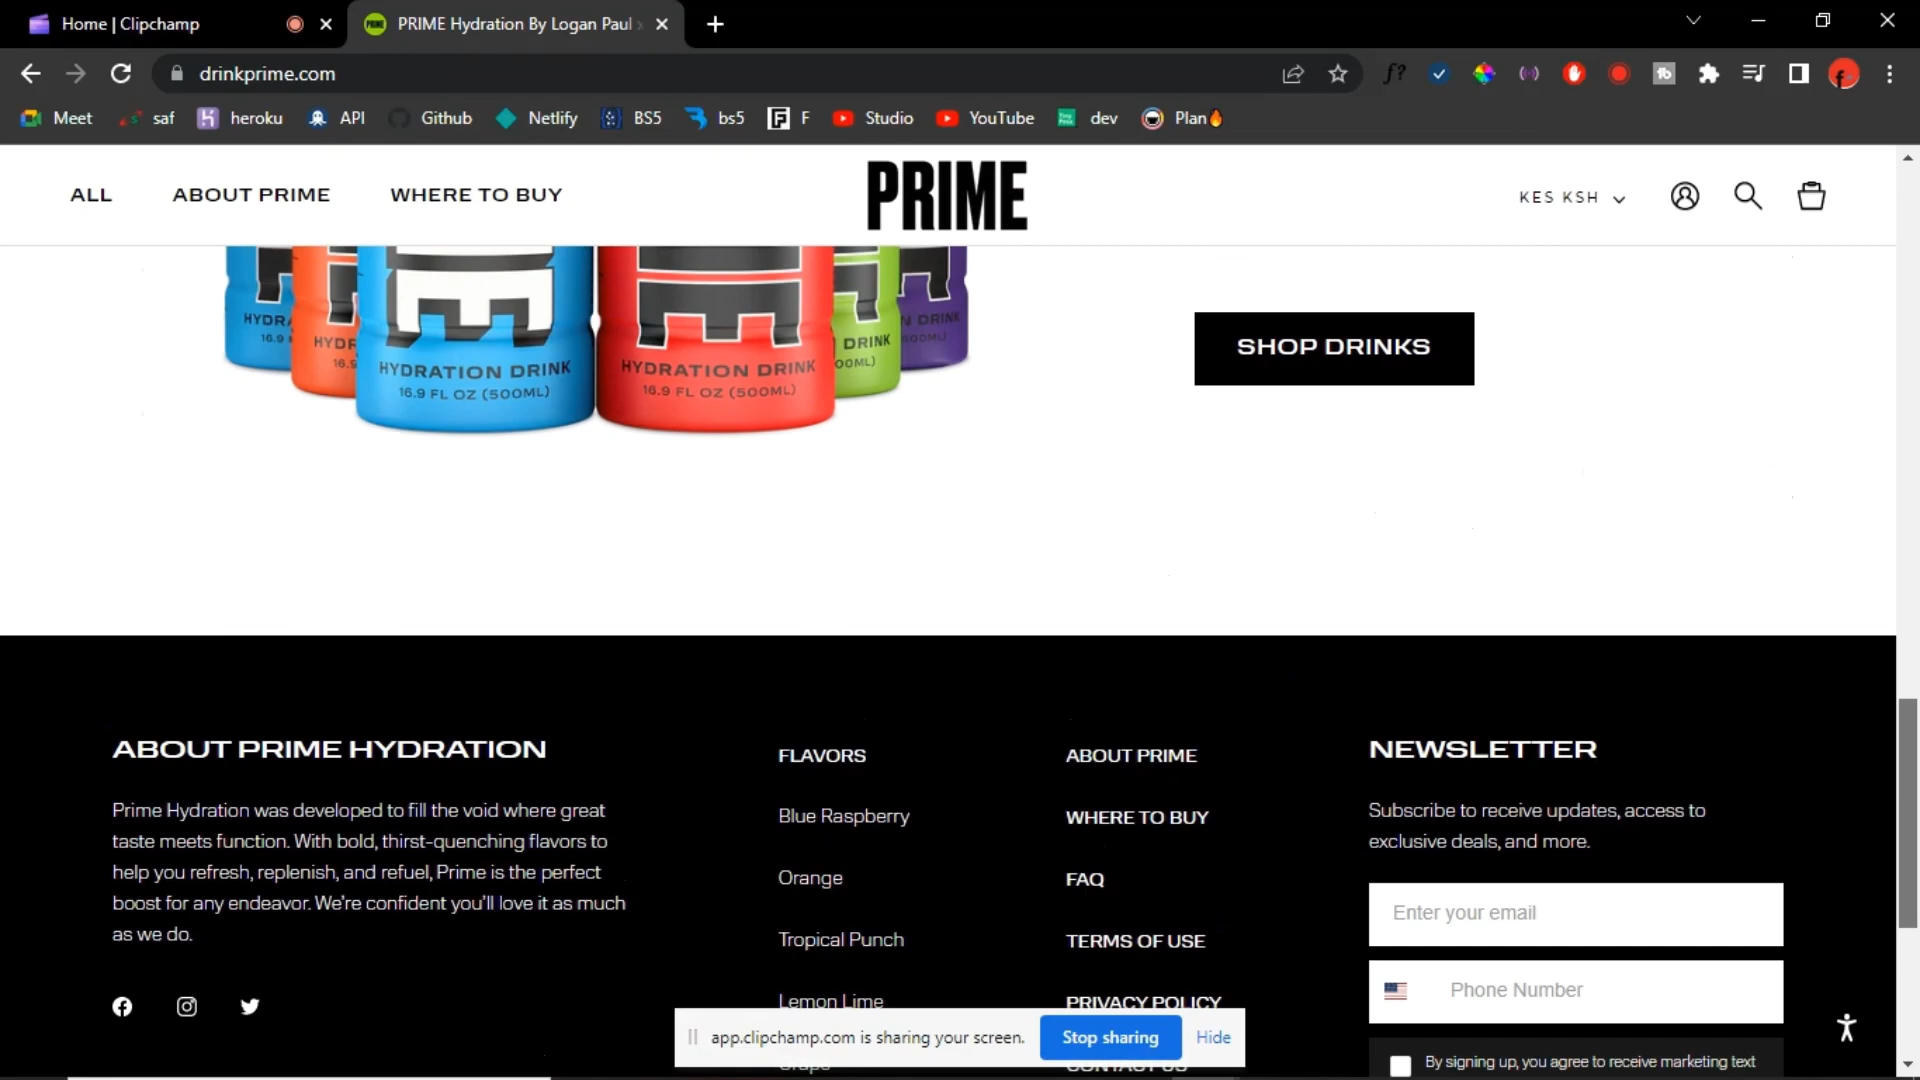 Home | Clipchamp
PRIME Hydration By Logan Paul
drinkprime.com
Meet
saf
heroku
API
Github
Netlify
BS5
bs5
F
Studio
YouTube
dev
Plan🔥
ALL
ABOUT PRIME
WHERE TO BUY
PRIME
KES KSH
HYDRATION DRINK
16.9 FL OZ (500ML)
HYDRATION DRINK
16.9 FL OZ (500ML)
DRINK
SHOP DRINKS
ABOUT PRIME HYDRATION
Prime Hydration was developed to fill the void where great
taste meets function. With bold, thirst-quenching flavors to
help you refresh, replenish, and refuel, Prime is the perfect
boost for any endeavor. We're confident you'll love it as much
as we do.
FLAVORS
Blue Raspberry
Orange
Tropical Punch
Lemon Lime
ABOUT PRIME
WHERE TO BUY
FAQ
TERMS OF USE
PRIVACY POLICY
CONTACT US
NEWSLETTER
Subscribe to receive updates, access to
exclusive deals, and more.
Enter your email
Phone Number
By signing up, you agree to receive marketing text
app.clipchamp.com is sharing your screen.
Stop sharing
Hide